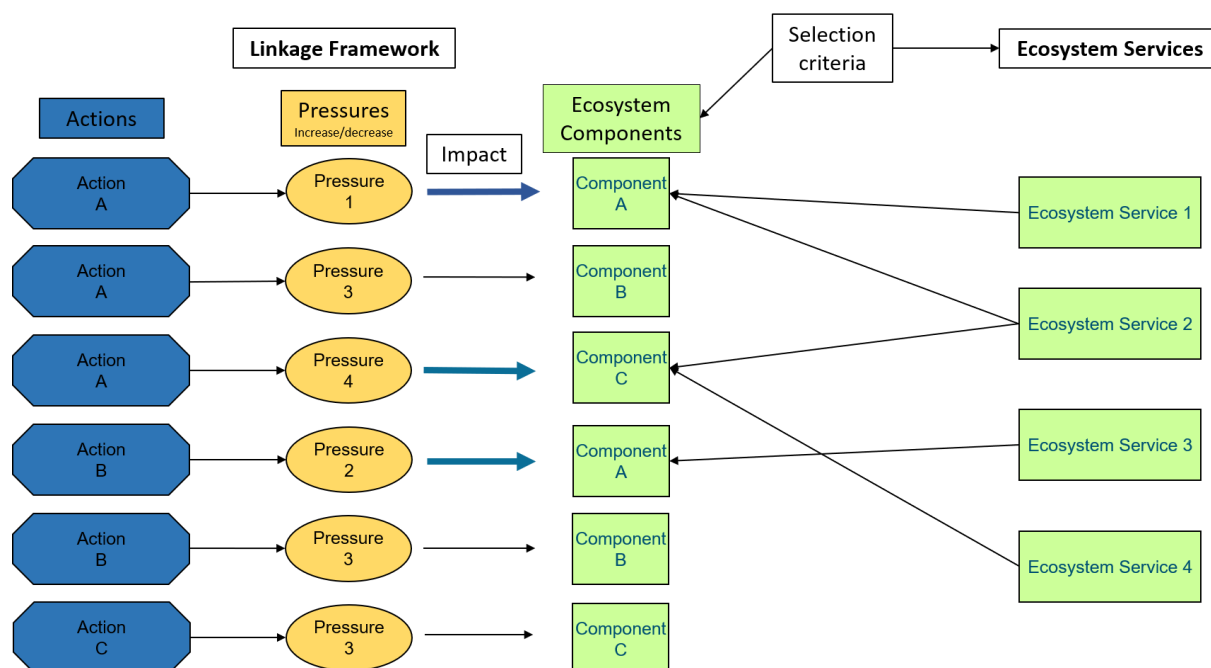 Linkage Framework
Selection
criteria
Ecosystem Services
Actions
Pressures
Increase/decrease
Impact
Ecosystem
Components
Action
A
Pressure
1
Component
A
Ecosystem Service 1
Action
A
Pressure
3
Component
B
Ecosystem Service 2
Action
A
Pressure
4
Component
C
Action
B
Pressure
2
Component
A
Ecosystem Service 3
Action
B
Pressure
3
Component
B
Ecosystem Service 4
Action
C
Pressure
3
Component
C